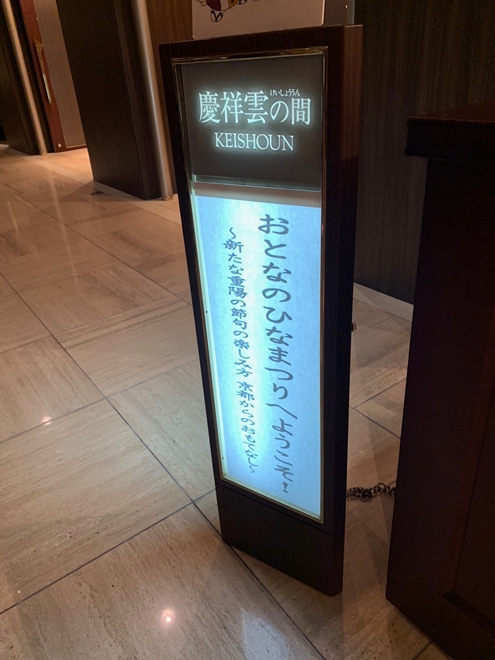 けいしょううん
慶祥雲の間
KEISHOUN
おとなのひなまつりへようこそ!
～新たな重陽の節句の楽しみ方 京都からのおもてなし～